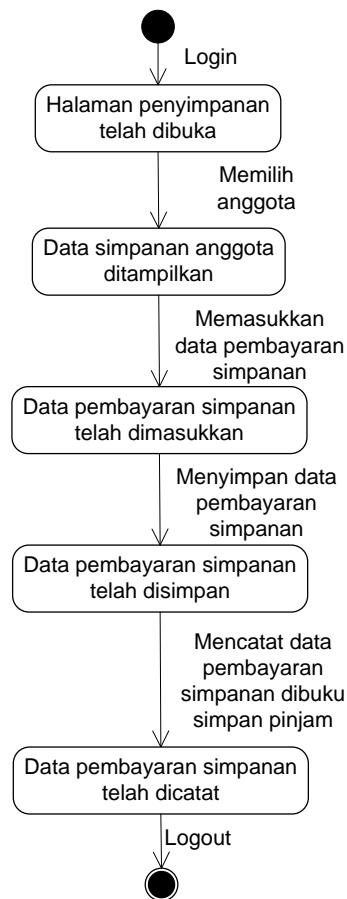 Login
Halaman penyimpanan
telah dibuka
Memilih
anggota
Data simpanan anggota
ditampilkan
Memasukkan
data pembayaran
simpanan
Data pembayaran simpanan
telah dimasukkan
Menyimpan data
pembayaran
simpanan
Data pembayaran simpanan
telah disimpan
Mencatat data
pembayaran
simpanan dibuku
simpan pinjam
Data pembayaran simpanan
telah dicatat
Logout